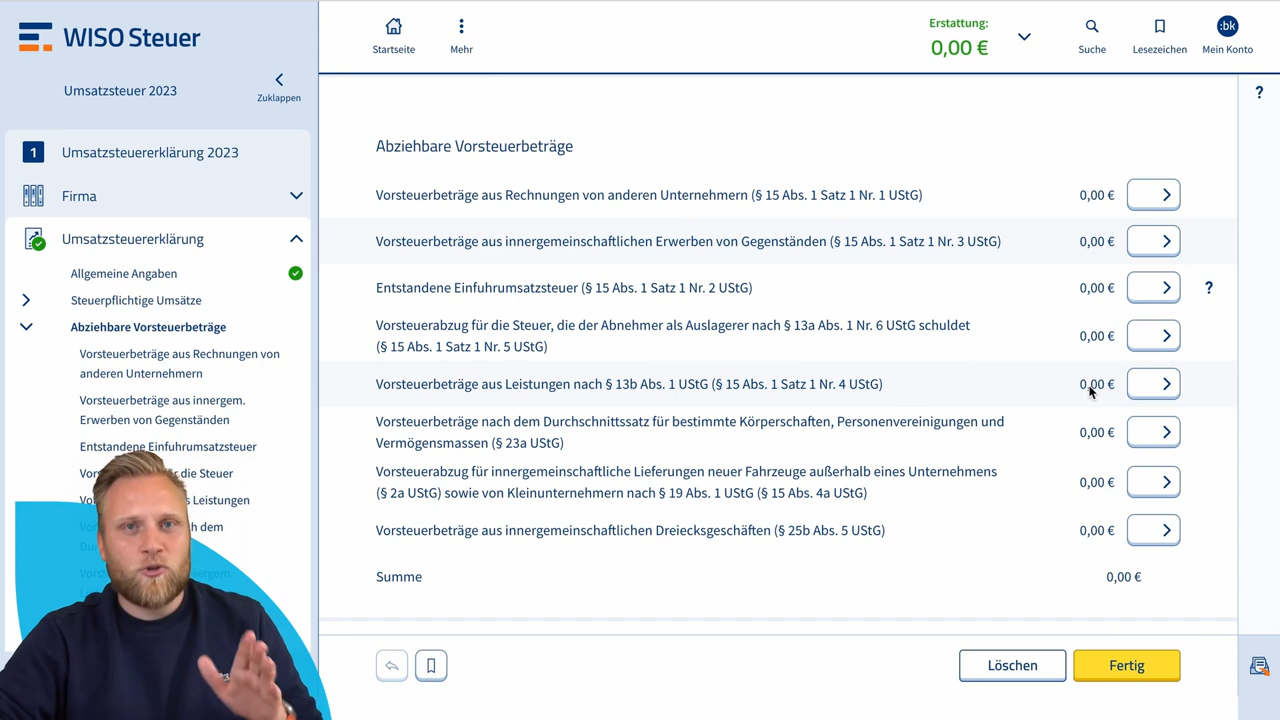 WISO Steuer
Startseite
Mehr
Erstattung:
0,00 €
Suche
Lesezeichen
:bk
Mein Konto
Umsatzsteuer 2023
Zuklappen
1 Umsatzsteuererklärung 2023
Firma
Umsatzsteuererklärung
Allgemeine Angaben
Steuerpflichtige Umsätze
Abziehbare Vorsteuerbeträge
Vorsteuerbeträge aus Rechnungen von
anderen Unternehmern
Vorsteuerbeträge aus innergem.
Erwerben von Gegenständen
Entstandene Einfuhrumsatzsteuer
die Steuer
Leistungen
dem
?
Abziehbare Vorsteuerbeträge
Vorsteuerbeträge aus Rechnungen von anderen Unternehmern (§ 15 Abs. 1 Satz 1 Nr. 1 UStG) 0,00 €
Vorsteuerbeträge aus innergemeinschaftlichen Erwerben von Gegenständen (§ 15 Abs. 1 Satz 1 Nr. 3 UStG) 0,00 €
Entstandene Einfuhrumsatzsteuer (§ 15 Abs. 1 Satz 1 Nr. 2 UStG) 0,00 € ?
Vorsteuerabzug für die Steuer, die der Abnehmer als Auslagerer nach § 13a Abs. 1 Nr. 6 UStG schuldet
(§ 15 Abs. 1 Satz 1 Nr. 5 UStG) 0,00 €
Vorsteuerbeträge aus Leistungen nach § 13b Abs. 1 UStG (§ 15 Abs. 1 Satz 1 Nr. 4 UStG) 0,00 €
Vorsteuerbeträge nach dem Durchschnittssatz für bestimmte Körperschaften, Personenvereinigungen und
Vermögensmassen (§ 23a UStG) 0,00 €
Vorsteuerabzug für innergemeinschaftliche Lieferungen neuer Fahrzeuge außerhalb eines Unternehmens
(§ 2a UStG) sowie von Kleinunternehmern nach § 19 Abs. 1 UStG (§ 15 Abs. 4a UStG) 0,00 €
Vorsteuerbeträge aus innergemeinschaftlichen Dreiecksgeschäften (§ 25b Abs. 5 UStG) 0,00 €
Summe 0,00 €
Löschen
Fertig